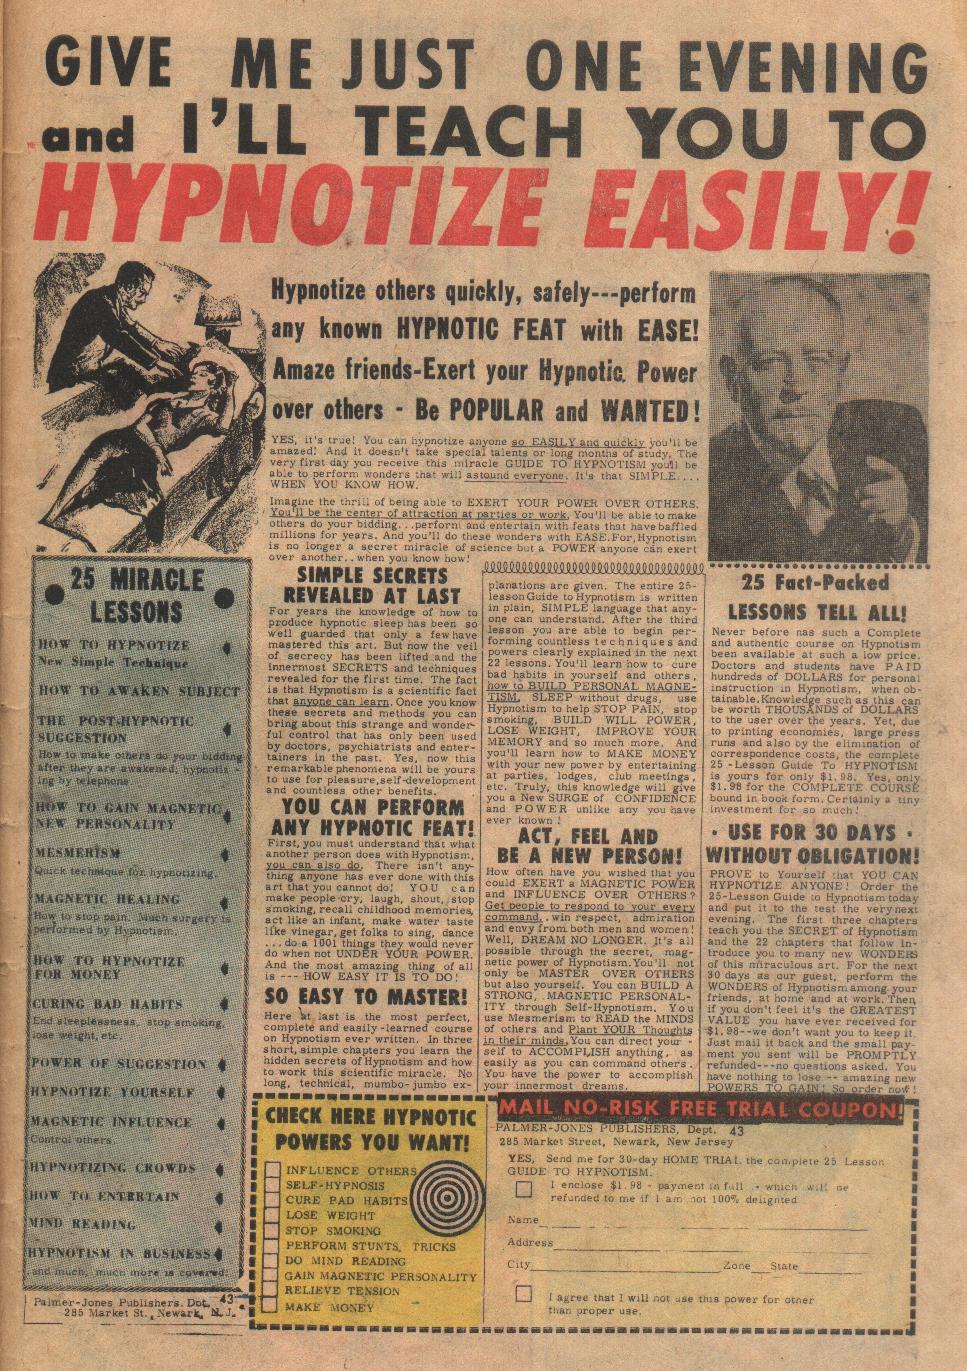 GIVE ME JUST ONE EVENING
and I'LL TEACH YOU TO
HYPNOTIZE EASILY!
Hypnotize others quickly, safely---perform
any known HYPNOTIC FEAT with EASE!
Amaze friends-Exert your Hypnotic Power
over others - Be POPULAR and WANTED!
YES, it's true! You can hypnotize anyone so EASILY and quickly you'll be
amazed! And it doesn't take special talents or long months of study. The
very first day you receive this miracle GUIDE TO HYPNOTISM you'll be
able to perform wonders that will astound everyone. It's that SIMPLE....
WHEN YOU KNOW HOW.
Imagine the thrill of being able to EXERT YOUR POWER OVER OTHERS.
You'll be the center of attraction at parties or work. You'll be able to make
others do your bidding...perform and entertain with feats that have baffled
millions for years. And you'll do these wonders with EASE. For, Hypnotism
is no longer a secret miracle of science but a POWER anyone can exert
over another..when you know how!
25 MIRACLE
LESSONS
HOW TO HYPNOTIZE
New Simple Technique
HOW TO AWAKEN SUBJECT
THE POST-HYPNOTIC
SUGGESTION
How to make others do your bidding
after they are awakened; hypnotiz-
ing by telephone
HOW TO GAIN MAGNETIC
NEW PERSONALITY
MESMERISM
Quick technique for hypnotizing.
MAGNETIC HEALING
How to stop pain. Much surgery is
performed by Hypnotism.
HOW TO HYPNOTIZE
FOR MONEY
CURING BAD HABITS
End sleeplessness, stop smoking,
lose weight, etc.
POWER OF SUGGESTION
HYPNOTIZE YOURSELF
MAGNETIC INFLUENCE
Control others.
HYPNOTIZING CROWDS
HOW TO ENTERTAIN
MIND READING
HYPNOTISM IN BUSINESS
and much, much more is covered.
Palmer-Jones Publishers. Dpt. 43
285 Market St., Newark, N.J.
SIMPLE SECRETS
REVEALED AT LAST
For years the knowledge of how to
produce hypnotic sleep has been so
well guarded that only a few have
mastered this art. But now the veil
of secrecy has been lifted and the
innermost SECRETS and techniques
revealed for the first time. The fact
is that Hypnotism is a scientific fact
that anyone can learn. Once you know
these secrets and methods you can
bring about this strange and wonder-
ful control that has only been used
by doctors, psychiatrists and enter-
tainers in the past. Yes, now this
remarkable phenomena will be yours
to use for pleasure, self-development
and countless other benefits.
YOU CAN PERFORM
ANY HYPNOTIC FEAT!
First, you must understand that what
another person does with Hypnotism,
you can also do. There isn't any-
thing anyone has ever done with this
art that you cannot do! YOU can
make people cry, laugh, shout, stop
smoking, recall childhood memories,
act like an infant, make water taste
like vinegar, get folks to sing, dance
...do a 1001 things they would never
do when not UNDER YOUR POWER.
And the most amazing thing of all
is --- HOW EASY IT IS TO DO!
SO EASY TO MASTER!
Here at last is the most perfect,
complete and easily-learned course
on Hypnotism ever written. In three
short, simple chapters you learn the
hidden secrets of Hypnotism and how
to work this scientific miracle. No
long, technical, mumbo-jumbo ex-
planations are given. The entire 25-
lesson Guide to Hypnotism is written
in plain, SIMPLE language that any-
one can understand. After the third
lesson you are able to begin per-
forming countless techniques and
powers clearly explained in the next
22 lessons. You'll learn how to cure
bad habits in yourself and others,
how to BUILD PERSONAL MAGNE-
TISM, SLEEP without drugs, use
Hypnotism to help STOP PAIN, stop
smoking, BUILD WILL POWER,
LOSE WEIGHT, IMPROVE YOUR
MEMORY and so much more. And
you'll learn how to MAKE MONEY
with your new power by entertaining
at parties, lodges, club meetings,
etc. Truly, this knowledge will give
you a New SURGE of CONFIDENCE
and POWER unlike any you have
ever known!
ACT, FEEL AND
BE A NEW PERSON!
How often have you wished that you
could EXERT a MAGNETIC POWER
and INFLUENCE OVER OTHERS?
Get people to respond to your every
command.. win respect, admiration
and envy from both men and women!
Well, DREAM NO LONGER. It's all
possible through the secret, mag-
netic power of Hypnotism. You'll not
only be MASTER OVER OTHERS
but also yourself. You can BUILD A
STRONG, MAGNETIC PERSONAL-
ITY through Self-Hypnotism. You
use Mesmerism to READ the MINDS
of others and Plant YOUR Thoughts
in their minds. You can direct your-
self to ACCOMPLISH anything, as
easily as you can command others.
You have the power to accomplish
your innermost dreams.
25 Fact-Packed
LESSONS TELL ALL!
Never before has such a Complete
and authentic course on Hypnotism
been available at such a low price.
Doctors and students have PAID
hundreds of DOLLARS for personal
instruction in Hypnotism, when ob-
tainable. Knowledge such as this can
be worth THOUSANDS of DOLLARS
to the user over the years. Yet, due
to printing economies, large press
runs and also by the elimination of
correspondence costs, the complete
25 - Lesson Guide To HYPNOTISM
is yours for only $1.98. Yes, only
$1.98 for the COMPLETE COURSE
bound in book form. Certainly a tiny
investment for so much!
• USE FOR 30 DAYS •
WITHOUT OBLIGATION!
PROVE to Yourself that YOU CAN
HYPNOTIZE ANYONE! Order the
25-Lesson Guide to Hypnotism today
and put it to the test the very next
evening. The first three chapters
teach you the SECRET of Hypnotism
and the 22 chapters that follow in-
troduce you to many new WONDERS
of this miraculous art. For the next
30 days as our guest, perform the
WONDERS of Hypnotism among your
friends, at home and at work. Then,
if you don't feel it's the GREATEST
VALUE you have ever received for
$1.98--we don't want you to keep it.
Just mail it back and the small pay-
ment you sent will be PROMPTLY
refunded---no questions asked. You
have nothing to lose -- amazing new
POWERS TO GAIN! So order now!
CHECK HERE HYPNOTIC
POWERS YOU WANT!
INFLUENCE OTHERS
SELF-HYPNOSIS
CURE BAD HABITS
LOSE WEIGHT
STOP SMOKING
PERFORM STUNTS, TRICKS
DO MIND READING
GAIN MAGNETIC PERSONALITY
RELIEVE TENSION
MAKE MONEY
MAIL NO-RISK FREE TRIAL COUPON!
PALMER-JONES PUBLISHERS, Dept. 43
285 Market Street, Newark, New Jersey
YES, Send me for 30-day HOME TRIAL the complete 25 Lesson
GUIDE TO HYPNOTISM.
I enclose $1.98 - payment in full - which will be
refunded to me if I am not 100% delighted
Name
Address
City Zone State
I agree that I will not use this power for other
than proper use.